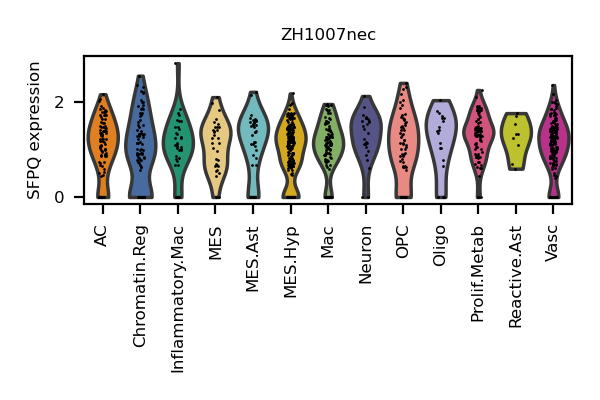 ZH1007nec
SFPQ expression
2
0
AC
Chromatin.Reg
Inflammatory.Mac
MES
MES.Ast
MES.Hyp
Mac
Neuron
OPC
Oligo
Prolif.Metab
Reactive.Ast
Vasc